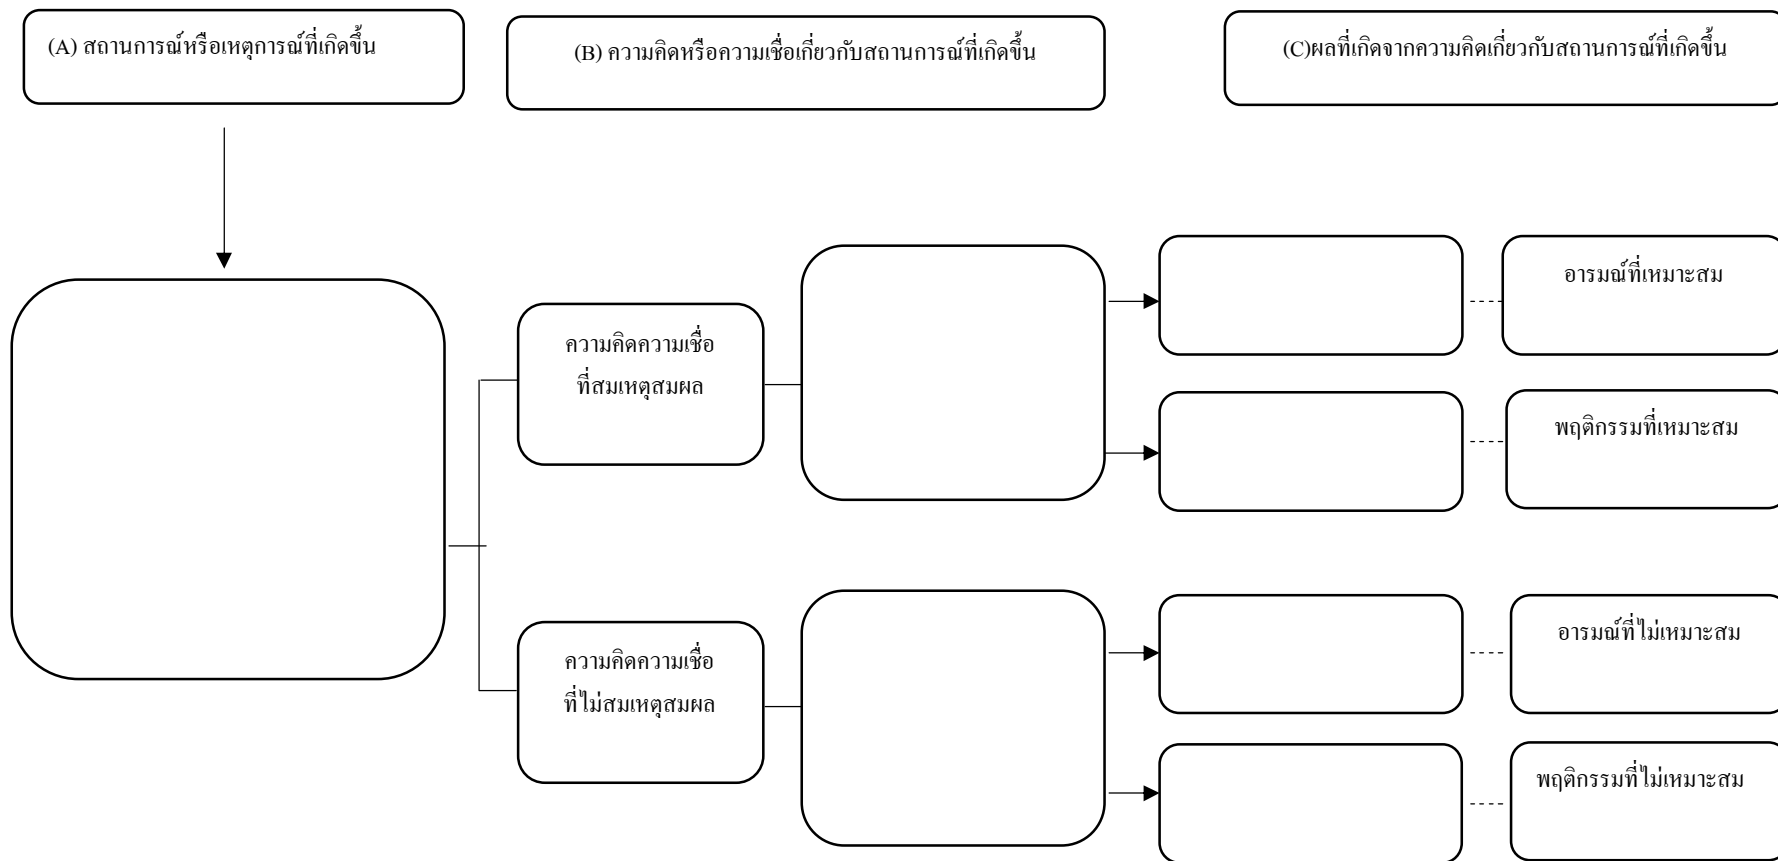 (A) สถานการณ์หรือเหตุการณ์ที่เกิดขึ้น
(B) ความคิดหรือความเชื่อเกี่ยวกับสถานการณ์ที่เกิดขึ้น
(C)ผลที่เกิดจากความคิดเกี่ยวกับสถานการณ์ที่เกิดขึ้น
ความคิดความเชื่อ
ที่สมเหตุสมผล
อารมณ์ที่เหมาะสม
พฤติกรรมที่เหมาะสม
ความคิดความเชื่อ
ที่ไม่สมเหตุสมผล
อารมณ์ที่ไม่เหมาะสม
พฤติกรรมที่ไม่เหมาะสม